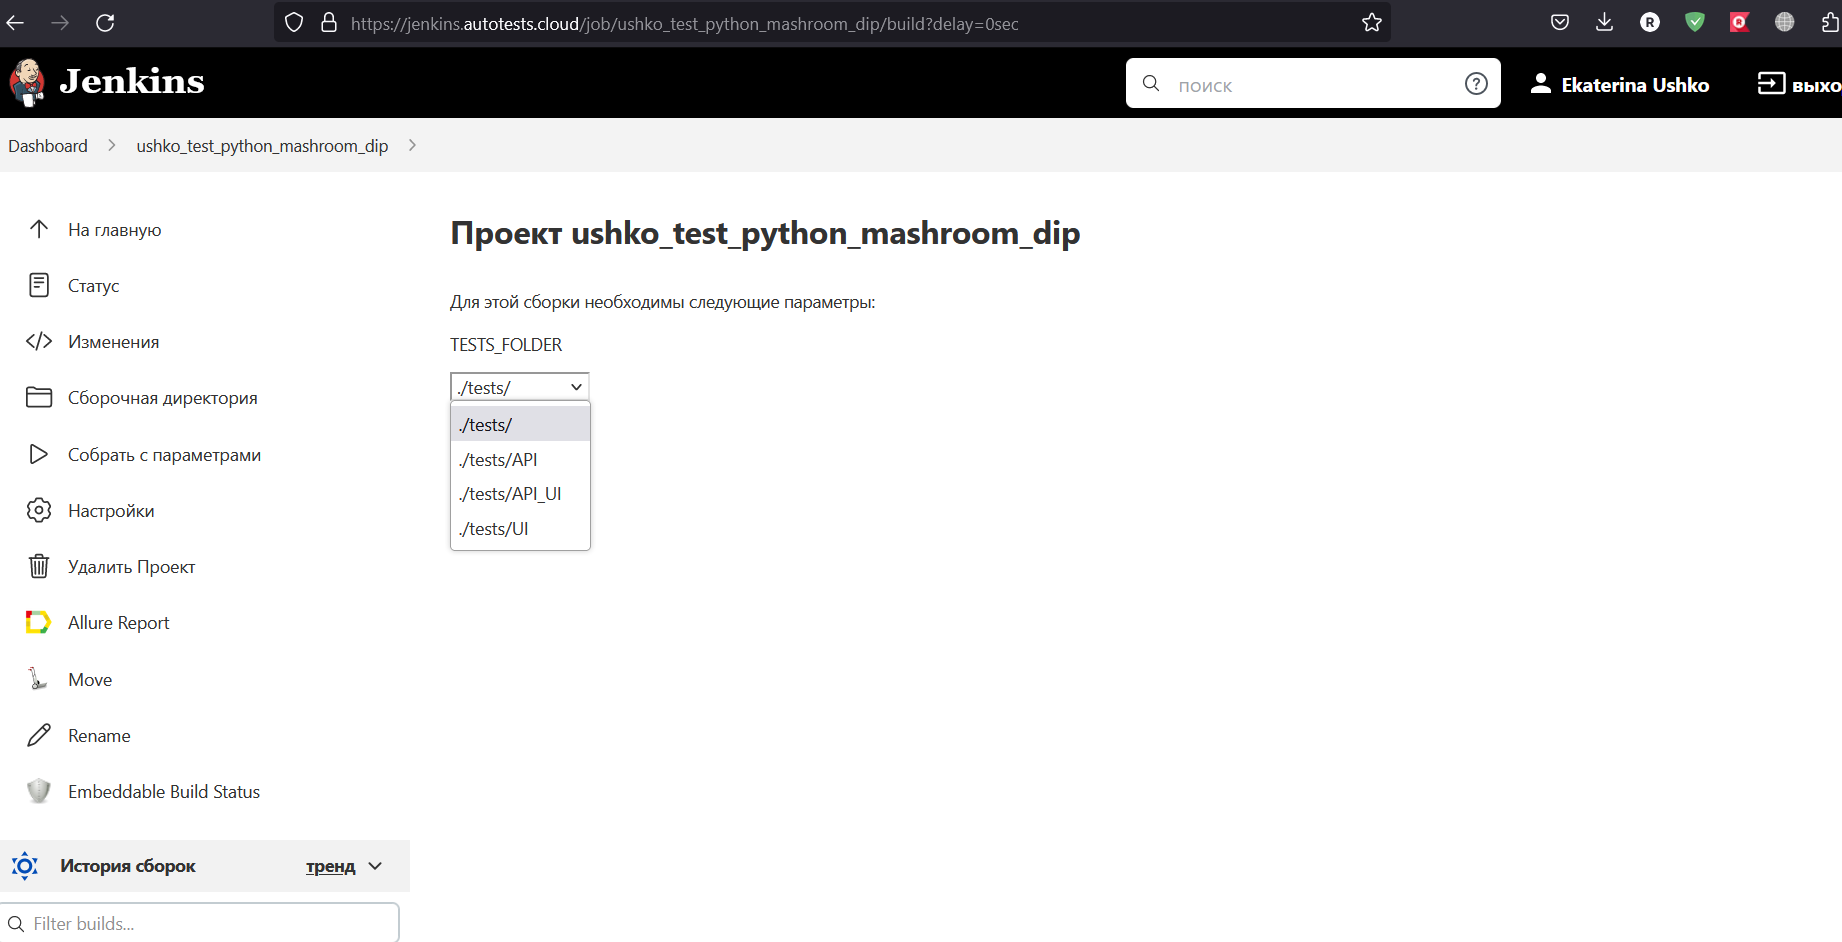 https://jenkins.autotests.cloud/job/ushko_test_python_mashroom_dip/build?delay=0sec
Jenkins
поиск
Ekaterina Ushko
выхо
Dashboard
ushko_test_python_mashroom_dip
На главную
Статус
Изменения
Сборочная директория
Собрать с параметрами
Настройки
Удалить Проект
Allure Report
Move
Rename
Embeddable Build Status
История сборок
тренд
Filter builds...
Проект ushko_test_python_mashroom_dip
Для этой сборки необходимы следующие параметры:
TESTS_FOLDER
./tests/
./tests/
./tests/API
./tests/API_UI
./tests/UI